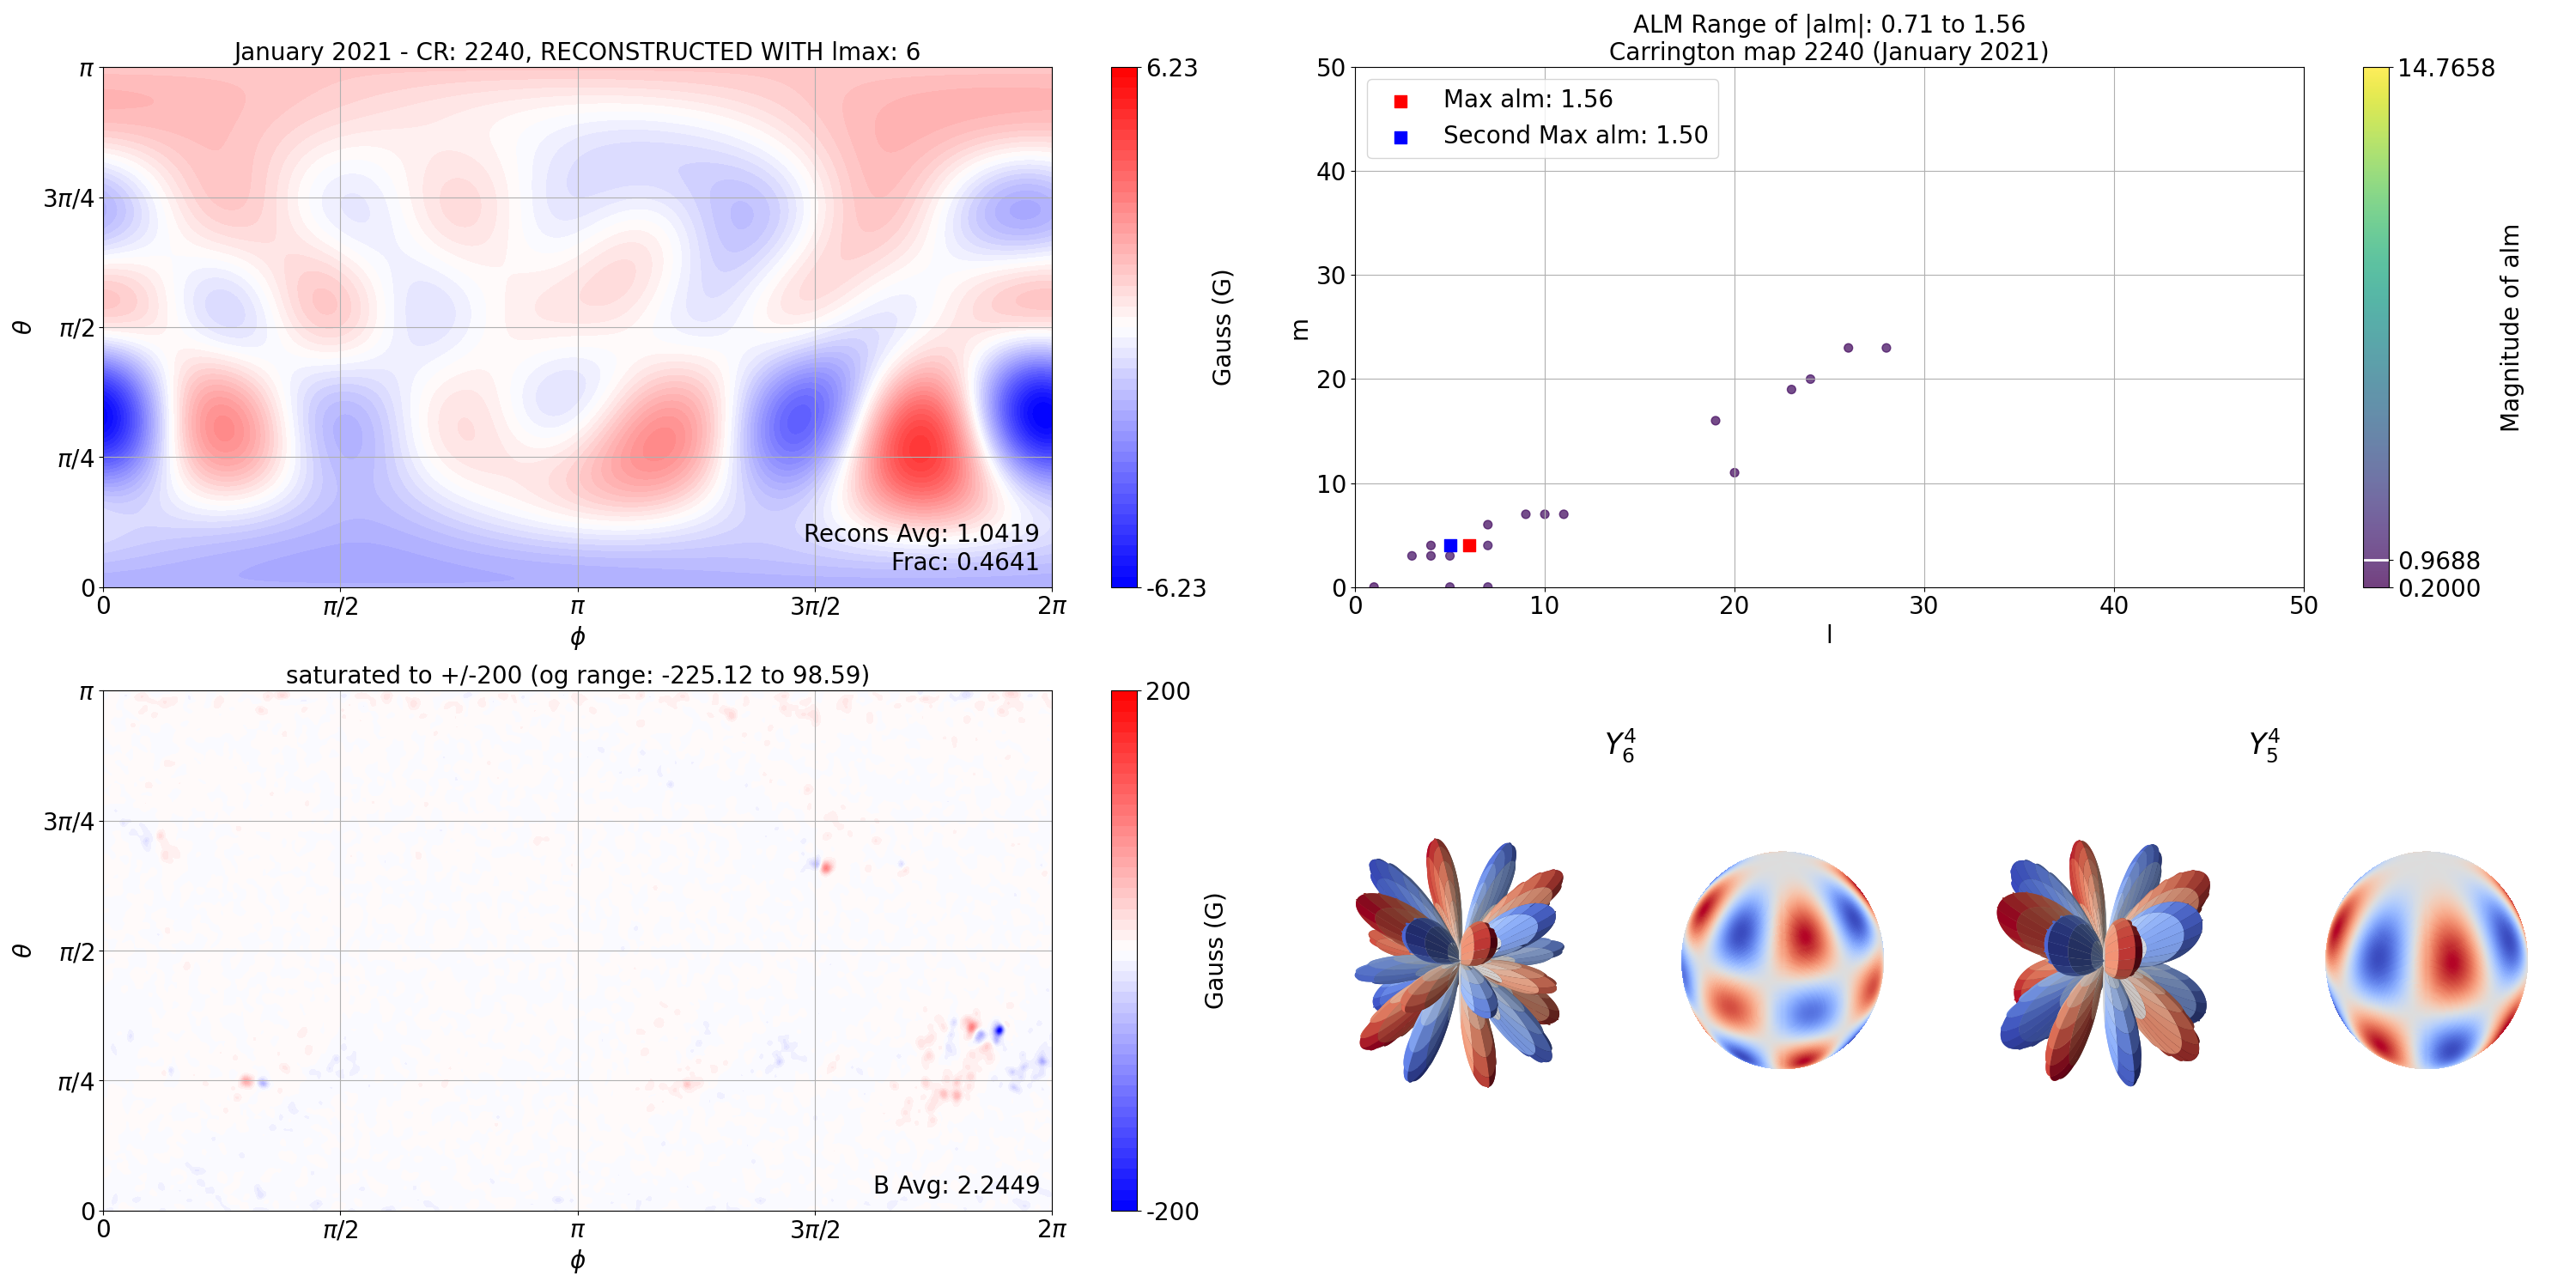 January 2021 - CR: 2240, RECONSTRUCTED WITH lmax: 6
π
3π/4
θ
π/2
π/4
0
0
π/2
π
3π/2
2π
ϕ
Recons Avg: 1.0419
Frac: 0.4641
6.23
Gauss (G)
-6.23
ALM Range of |alm|: 0.71 to 1.56
Carrington map 2240 (January 2021)
Max alm: 1.56
Second Max alm: 1.50
50
40
30
m
20
10
0
0
10
20
30
40
50
l
14.7658
Magnitude of alm
0.9688
0.2000
saturated to +/-200 (og range: -225.12 to 98.59)
π
3π/4
θ
π/2
π/4
0
0
π/2
π
3π/2
2π
ϕ
B Avg: 2.2449
200
Gauss (G)
-200
Y₆⁴
Y₅⁴